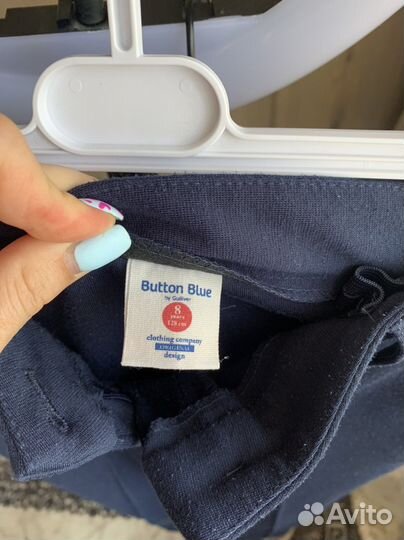 Button Blue
by Gulliver
8
years
128 cm
clothing company
ORIGINAL
design
Avito